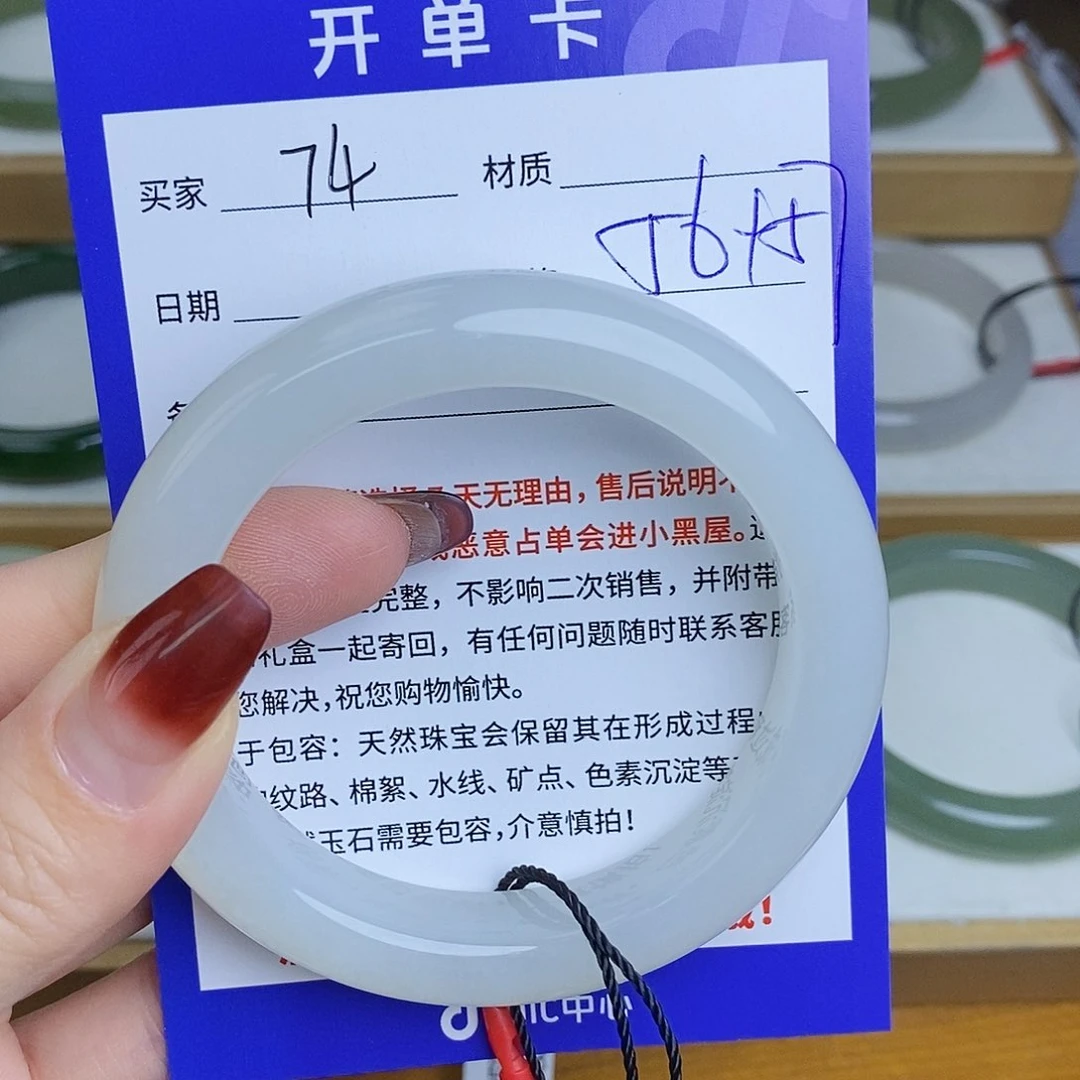 开单卡
买家 74 材质
日期
天无理由，售后说明
恶意占单会进小黑屋。
完整，不影响二次销售，并附带
礼盒一起寄回，有任何问题随时联系客服
您解决，祝您购物愉快。
于包容：天然珠宝会保留其在形成过程
纹路、棉絮、水线、矿点、色素沉淀等
玉石需要包容，介意慎拍！
中心